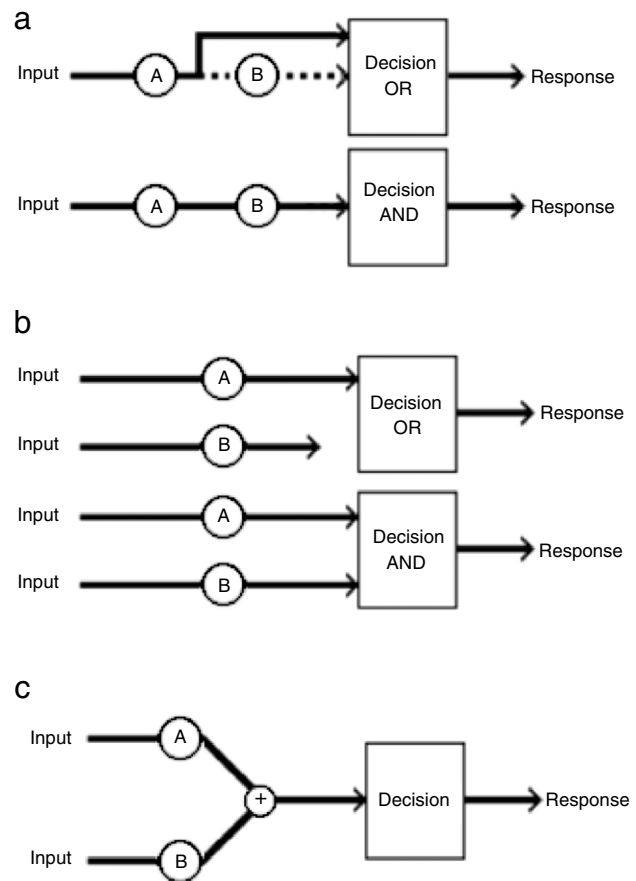 a
Input A B Decision OR Response
Input A B Decision AND Response
b
Input A Decision OR Response
Input B
Input A Decision AND Response
Input B
c
Input A
+ Decision Response
Input B